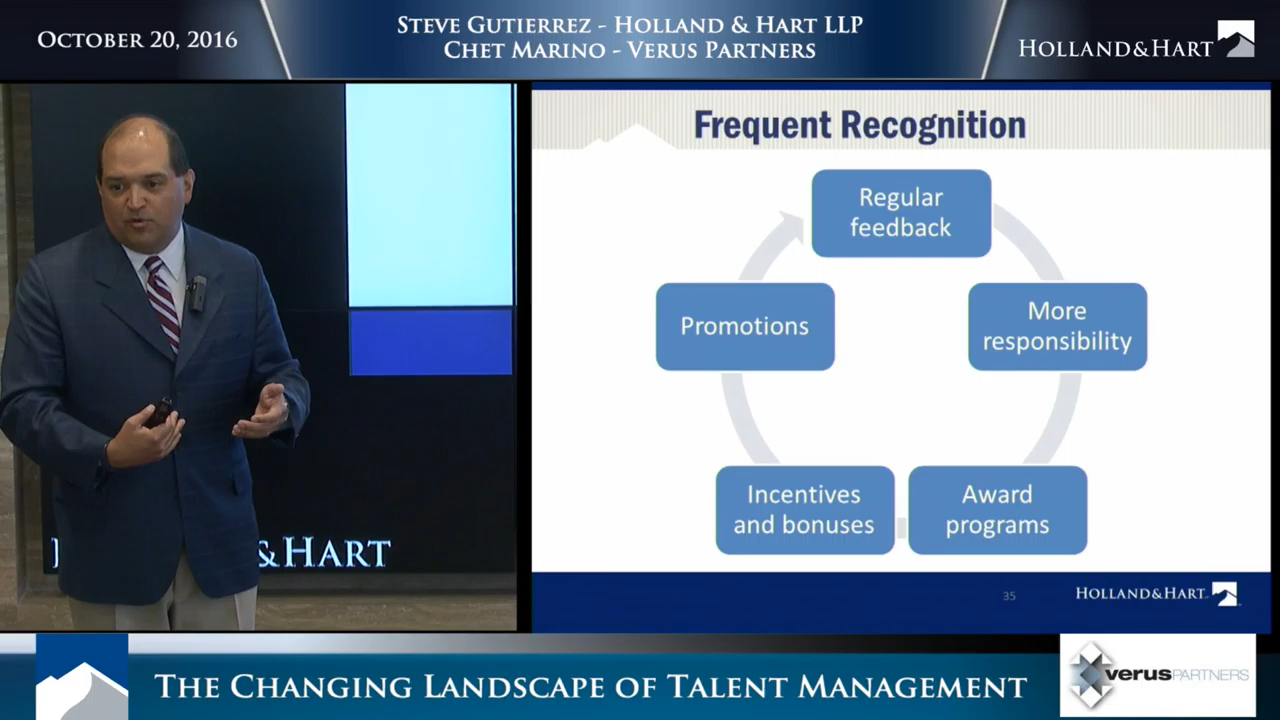 OCTOBER 20, 2016
STEVE GUTIERREZ - HOLLAND & HART LLP
CHET MARINO - VERUS PARTNERS
HOLLAND&HART
Frequent Recognition
Regular
feedback
More
responsibility
Award
programs
Incentives
and bonuses
Promotions
&HART
35
HOLLAND&HART
THE CHANGING LANDSCAPE OF TALENT MANAGEMENT
verusPARTNERS